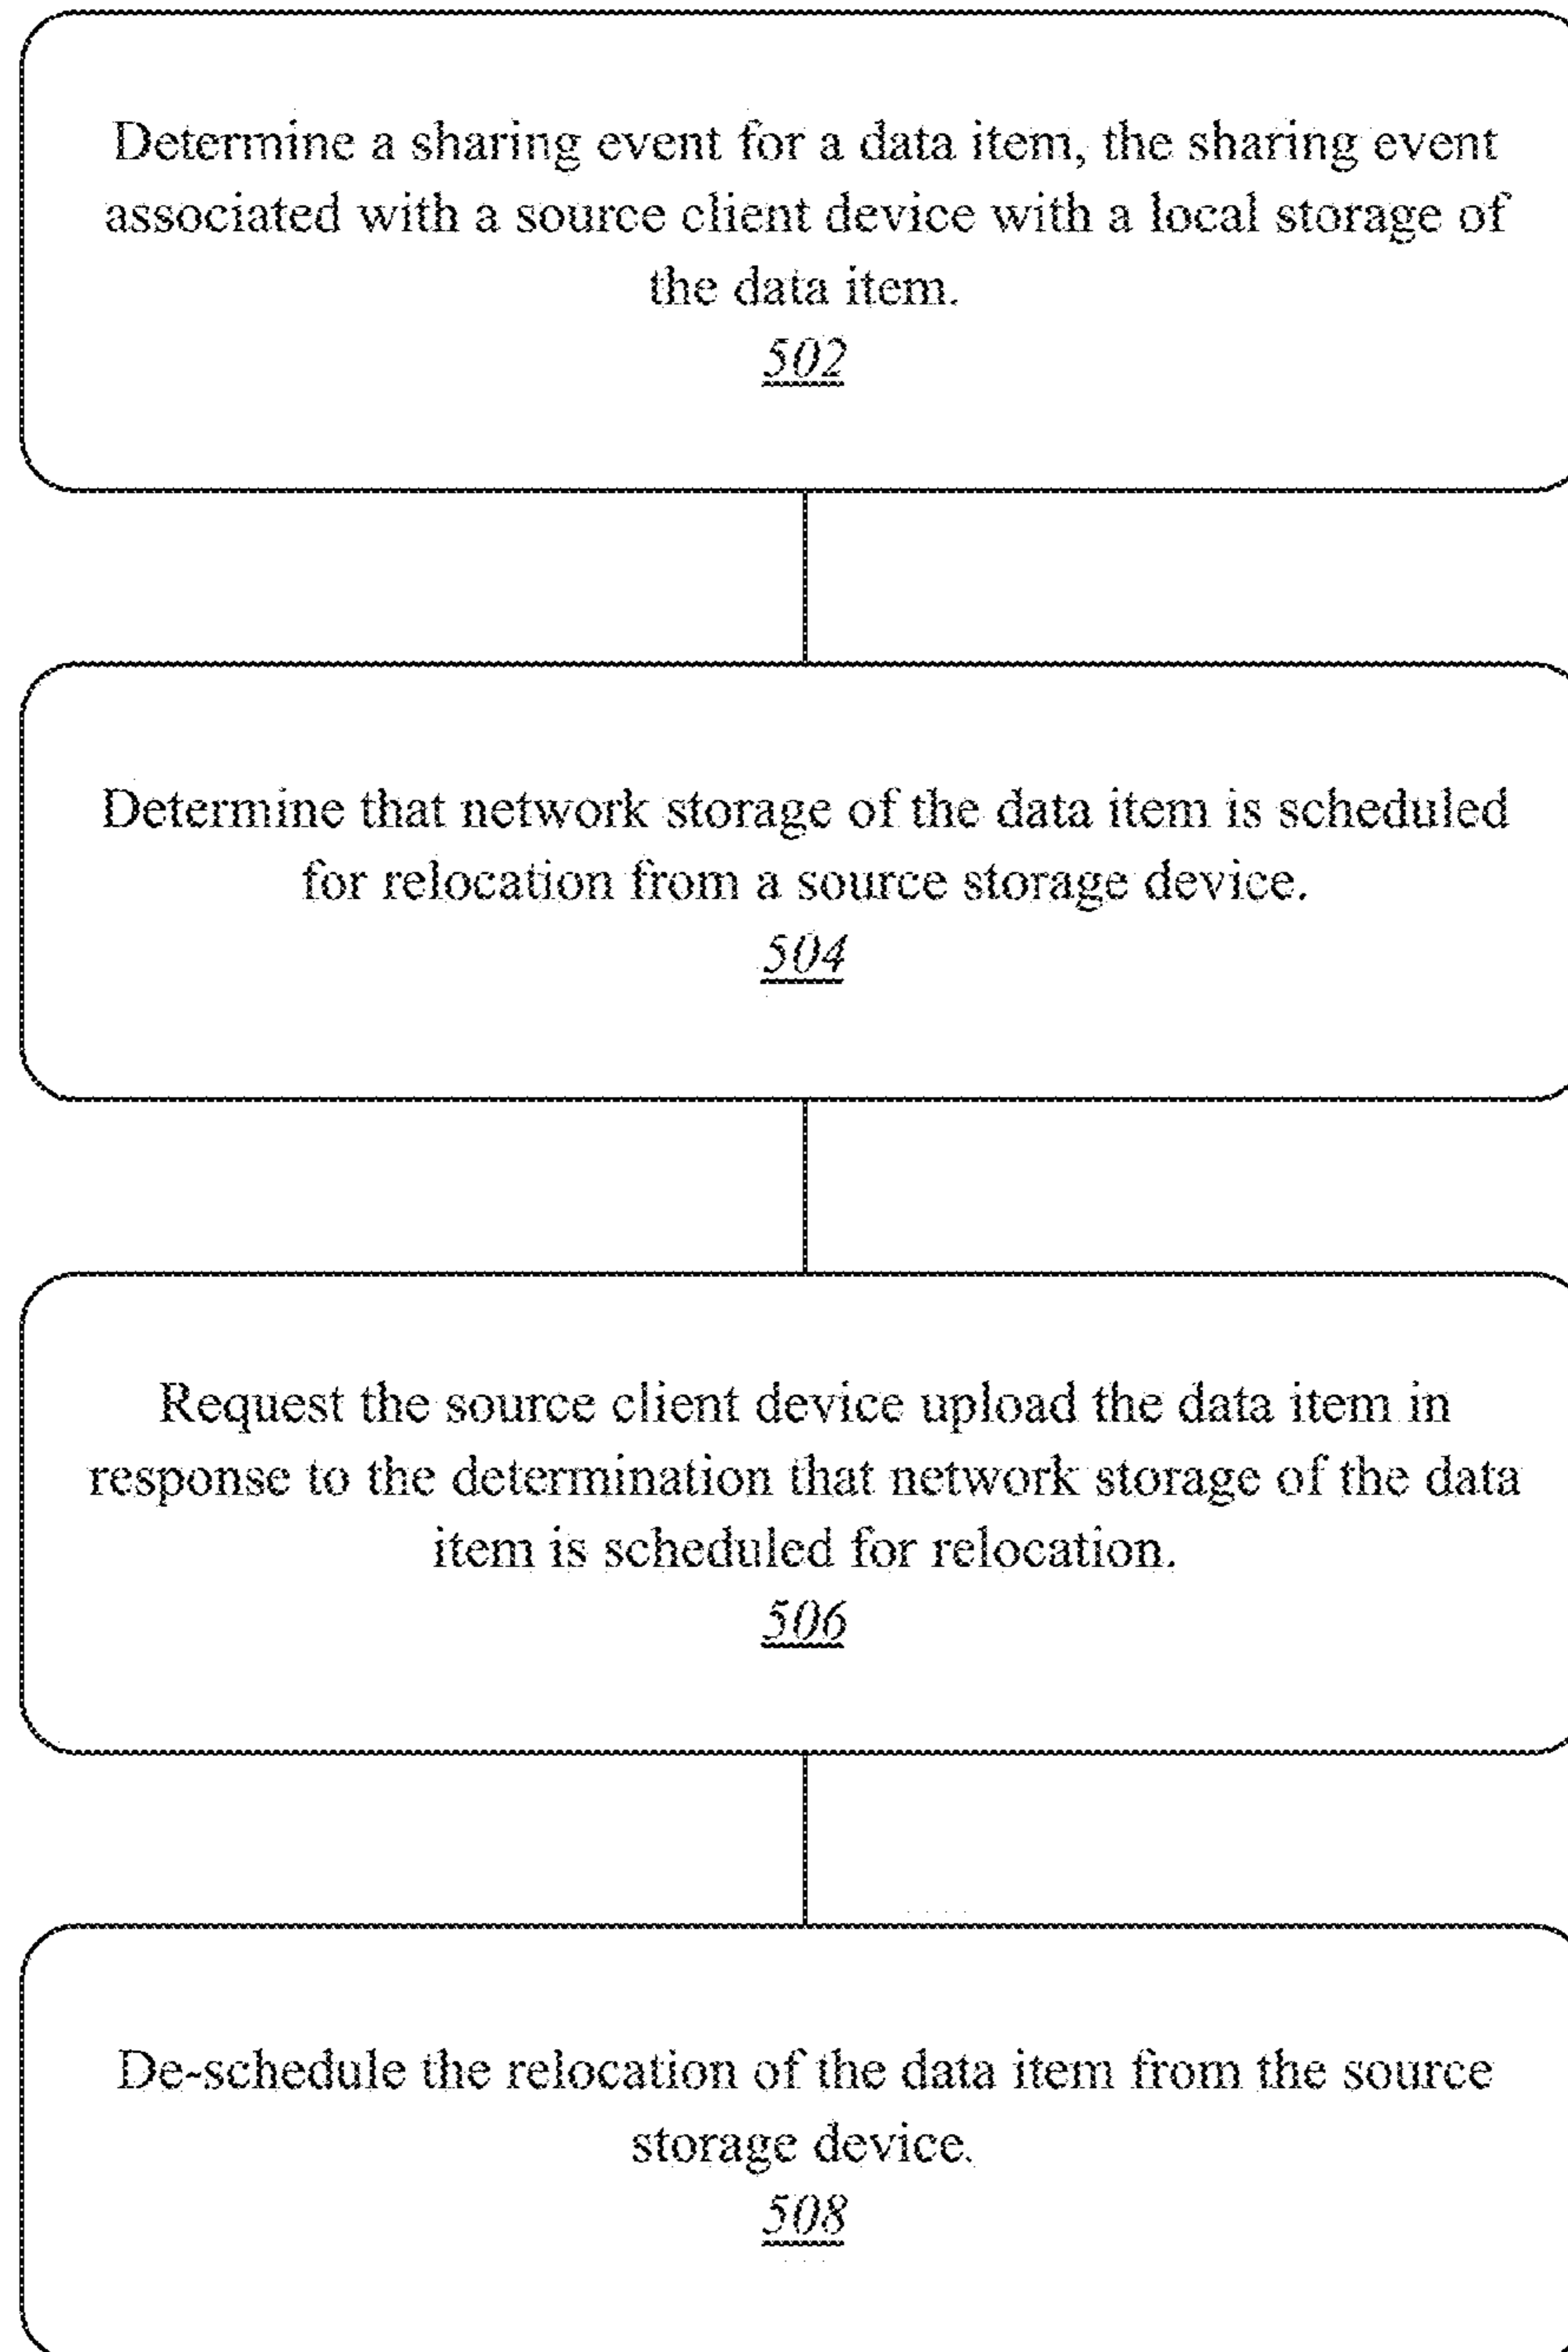 Determine a sharing event for a data item, the sharing event
associated with a source client device with a local storage of
the data item.
502
Determine that network storage of the data item is scheduled
for relocation from a source storage device.
504
Request the source client device upload the data item in
response to the determination that network storage of the data
item is scheduled for relocation.
506
De-schedule the relocation of the data item from the source
storage device.
508